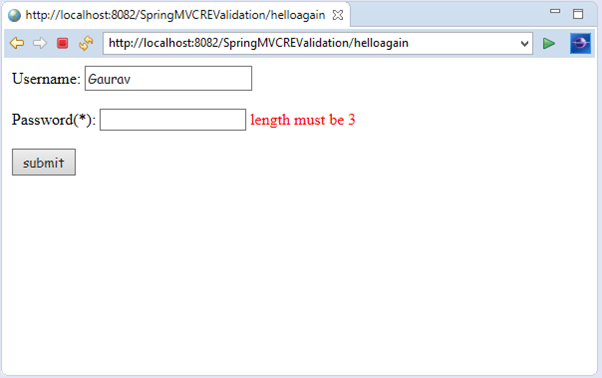 http://localhost:8082/SpringMVCREValidation/helloagain
http://localhost:8082/SpringMVCREValidation/helloagain
Username: Gaurav
Password(*): length must be 3
submit